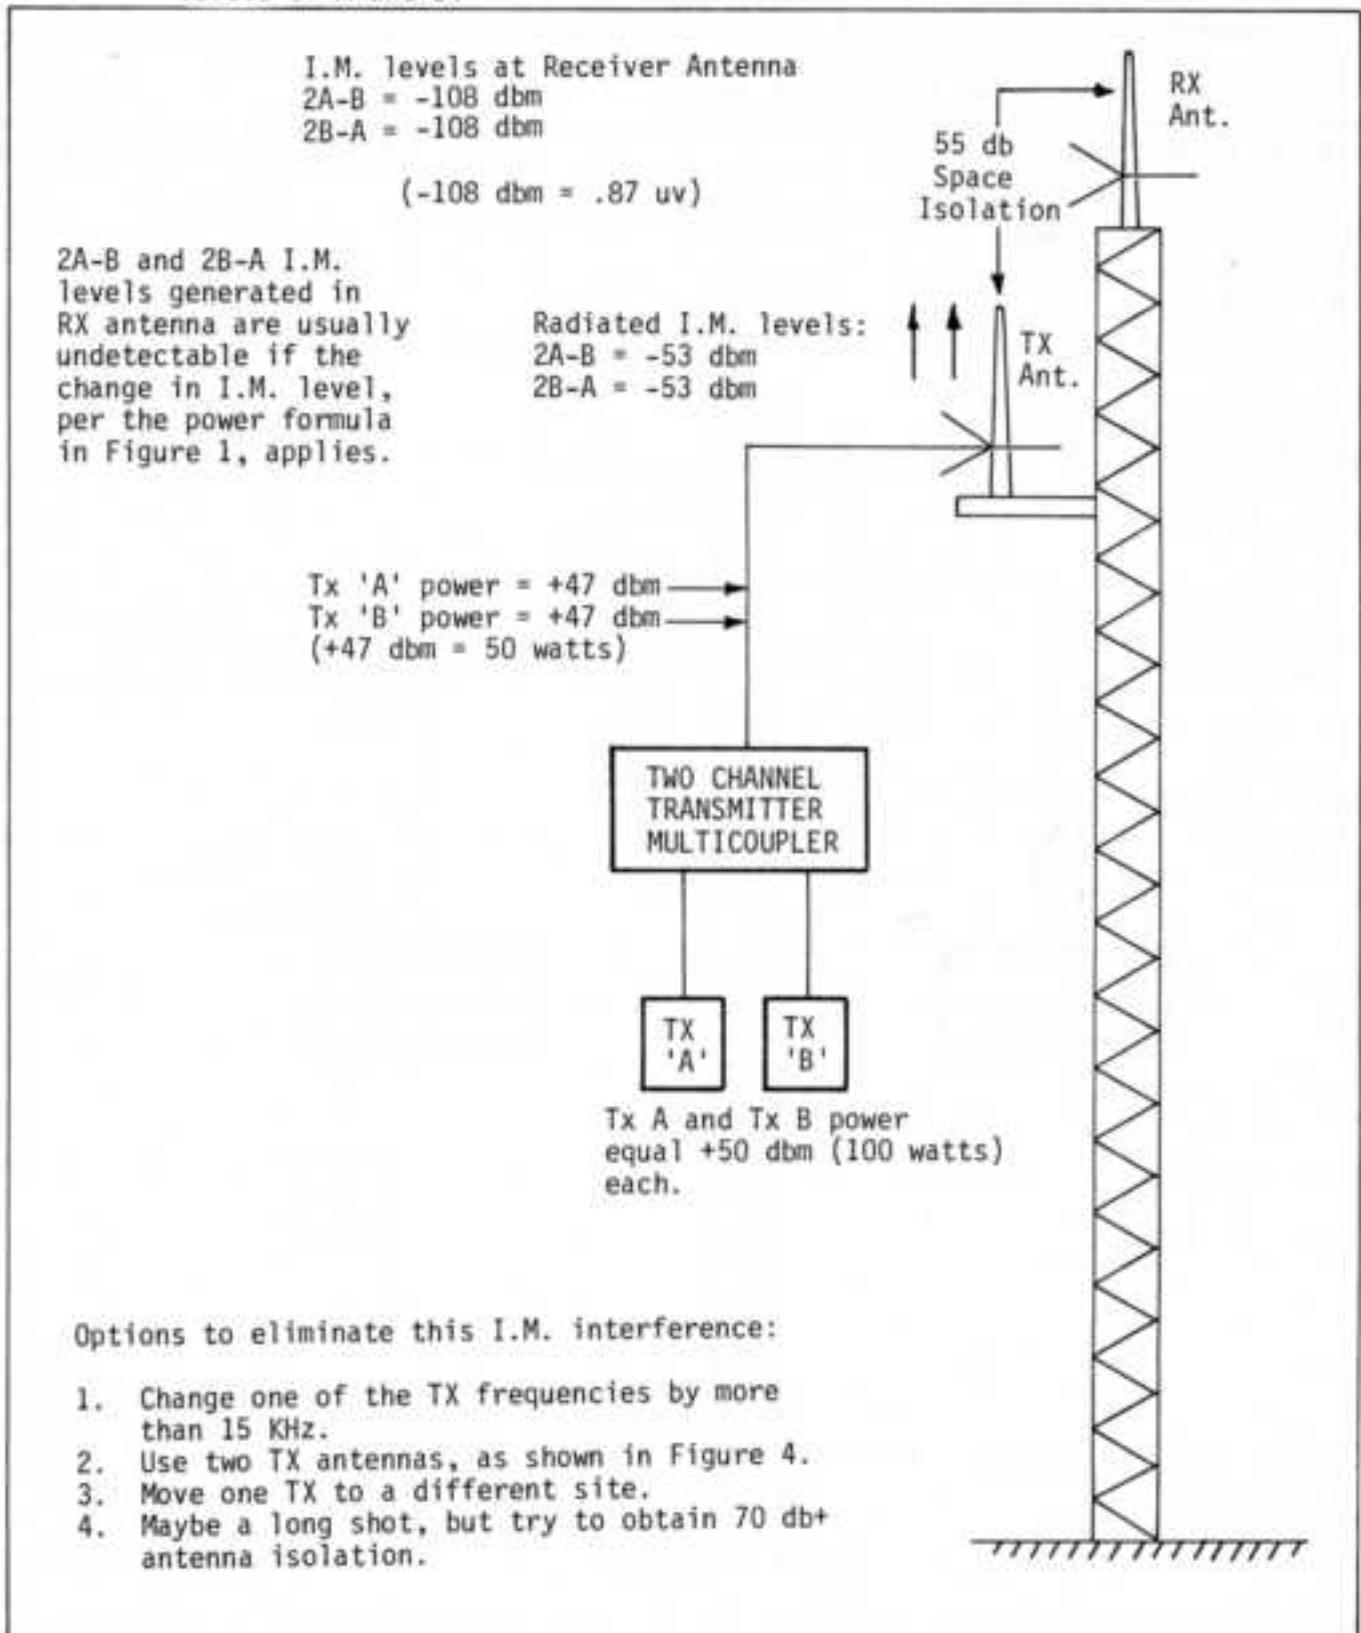 I.M. levels at Receiver Antenna
2A-B = -108 dbm
2B-A = -108 dbm
(-108 dbm = .87 uv)
RX
Ant.
55 db
Space
Isolation
2A-B and 2B-A I.M.
levels generated in
RX antenna are usually
undetectable if the
change in I.M. level,
per the power formula
in Figure 1, applies.
Radiated I.M. levels:
2A-B = -53 dbm
2B-A = -53 dbm
TX
Ant.
Tx 'A' power = +47 dbm
Tx 'B' power = +47 dbm
(+47 dbm = 50 watts)
TWO CHANNEL
TRANSMITTER
MULTICOUPLER
TX
'A'
TX
'B'
Tx A and Tx B power
equal +50 dbm (100 watts)
each.
Options to eliminate this I.M. interference:
1. Change one of the TX frequencies by more
than 15 KHz.
2. Use two TX antennas, as shown in Figure 4.
3. Move one TX to a different site.
4. Maybe a long shot, but try to obtain 70 db+
antenna isolation.